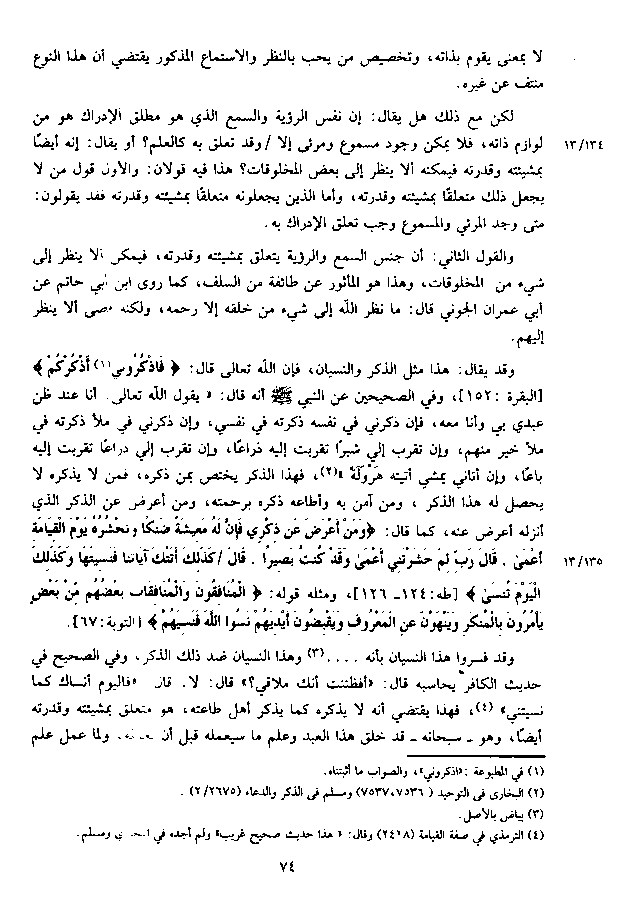 لا بمعنى يقوم بذاته، وتخصيص من يحب بالنظر والاستماع المذكور يقتضي أن هذا النوع
منتف عن غيره.
لكن مع ذلك هل يقال: إن نفس الرؤية والسمع الذي هو مطلق الإدراك هو من
١٣/١٣٤
لوازم ذاته، فلا يمكن وجود مسموع ومرئى إلا /وقد تعلق به كالعلم؟ أو يقال: إنه أيضًا
بمشيئته وقدرته فيمكنه ألا ينظر إلى بعض المخلوقات؟ هذا فيه قولان: والأول قول من لا
يجعل ذلك متعلقًا بمشيئته وقدرته، وأما الذين يجعلونه متعلقًا بمشيئته وقدرته فقد يقولون:
متى وجد المرئي والمسموع وجب تعلق الإدراك به.
والقول الثاني: أن جنس السمع والرؤية يتعلق بمشيئته وقدرته، فيمكن ألا ينظر إلى
شيء من المخلوقات، وهذا هو المأثور عن طائفة من السلف، كما روى ابن أبي حاتم عن
أبي عمران الجوني قال: ما نظر الله إلى شيء من خلقه إلا رحمه، ولكنه قضى ألا ينظر
إليهم.
وقد يقال: هذا مثل الذكر والنسيان، فإن الله تعالى قال: ﴿ فَاذْكُرُونِي(١) أَذْكُرْكُمْ ﴾
[البقرة :١٥٢]، وفي الصحيحين عن النبي ﷺ أنه قال: « يقول الله تعالى: أنا عند ظن
عبدي بي وأنا معه، فإن ذكرني في نفسه ذكرته في نفسي، وإن ذكرني في ملأ ذكرته في
ملأ خير منهم، وإن تقرب إلي شبرًا تقربت إليه ذراعًا، وإن تقرب إلي ذراعًا تقربت إليه
باعًا، وإن أتاني يمشي أتيته هَرْوَلَةً »(٢)، فهذا الذكر يختص بمن ذكره، فمن لا يذكره لا
يحصل له هذا الذكر ، ومن آمن به وأطاعه ذكره برحمته، ومن أعرض عن الذكر الذي
أنزله أعرض عنه، كما قال: ﴿وَمَنْ أَعْرَضَ عَن ذِكْرِي فَإِنَّ لَهُ مَعِيشَةً ضَنكًا وَنَحْشُرُهُ يَوْمَ الْقِيَامَةِ
١٣/١٣٥
أَعْمَىٰ . قَالَ رَبِّ لِمَ حَشَرْتَنِي أَعْمَىٰ وَقَدْ كُنتُ بَصِيرًا . قَالَ /كَذَلِكَ أَتَتْكَ آيَاتُنَا فَنَسِيتَهَا وَكَذَلِكَ
الْيَوْمَ تُنسَىٰ ﴾ [طه:١٢٤ــ ١٢٦]، ومثله قوله: ﴿ الْمُنَافِقُونَ وَالْمُنَافِقَاتُ بَعْضُهُم مِّنْ بَعْضٍ
يَأْمُرُونَ بِالْمُنكَرِ وَيَنْهَوْنَ عَنِ الْمَعْرُوفِ وَيَقْبِضُونَ أَيْدِيَهُمْ نَسُوا اللَّهَ فَنَسِيَهُمْ ﴾ [التوبة:٦٧].
وقد فسروا هذا النسيان بأنه ....(٣) وهذا النسيان ضد ذلك الذكر، وفي الصحيح في
حديث الكافر يحاسبه قال: «أفظننت أنك ملاقي؟» قال: لا. قال: «فاليوم أنساك كما
نسيتني »(٤)، فهذا يقتضي أنه لا يذكره كما يذكر أهل طاعته، هو متعلق بمشيئته وقدرته
أيضًا، وهو ــ سبحانه ــ قد خلق هذا العبد وعلم ما سيعمله قبل أن ولما عمل علم
(١) في المطبوعة :«اذكروني»، والصواب ما أثبتناه.
(٢) البخارى فى التوحيد ( ٧٥٣٦،٧٥٣٧) ومسلم فى الذكر والدعاء (٢/٢٦٧٥) .
(٣) بياض بالأصل.
(٤) الترمذي في صفة القيامة (٢٤١٨) وقال: « هذا حديث صحيح غريب» ولم أجده في البخاري ومسلم.
٧٤